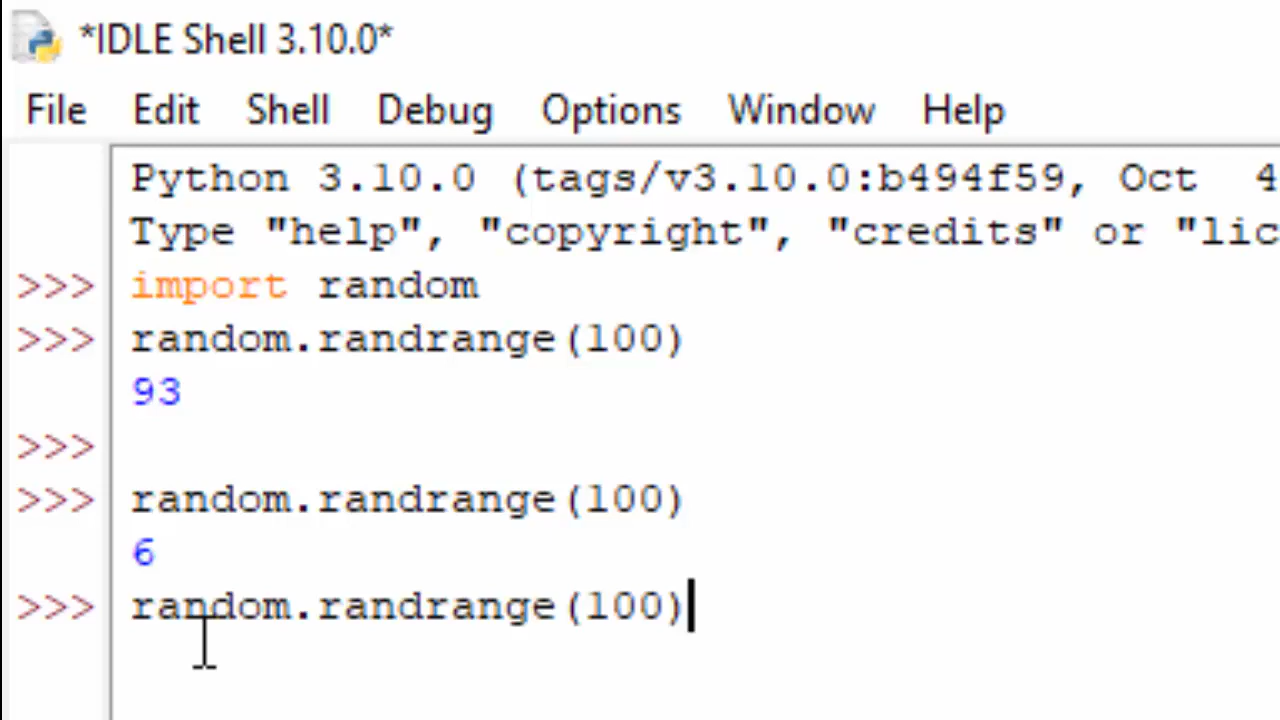 *IDLE Shell 3.10.0*
File Edit Shell Debug Options Window Help
Python 3.10.0 (tags/v3.10.0:b494f59, Oct  4
Type "help", "copyright", "credits" or "lic
>>> import random
>>> random.randrange(100)
93
>>>
>>> random.randrange(100)
6
>>> random.randrange(100)